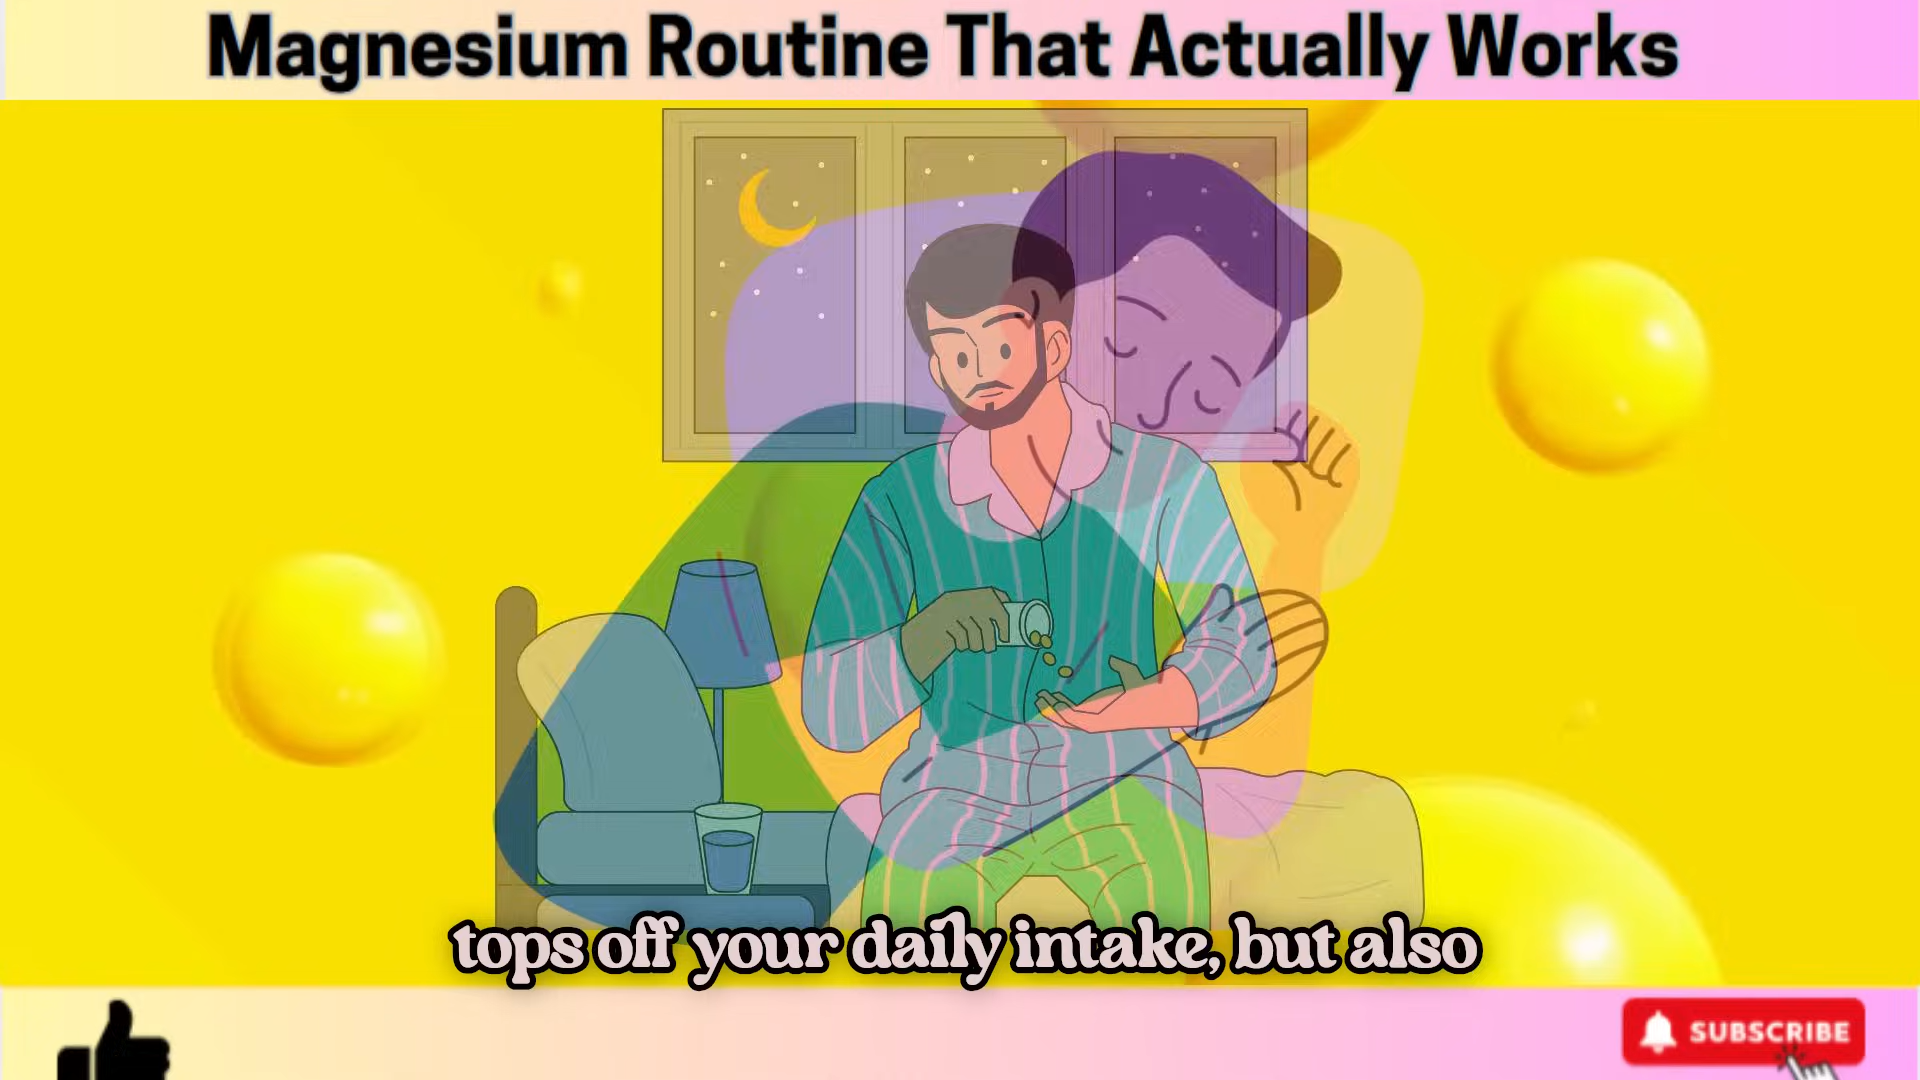 Magnesium Routine That Actually Works
tops off your daily intake, but also
SUBSCRIBE